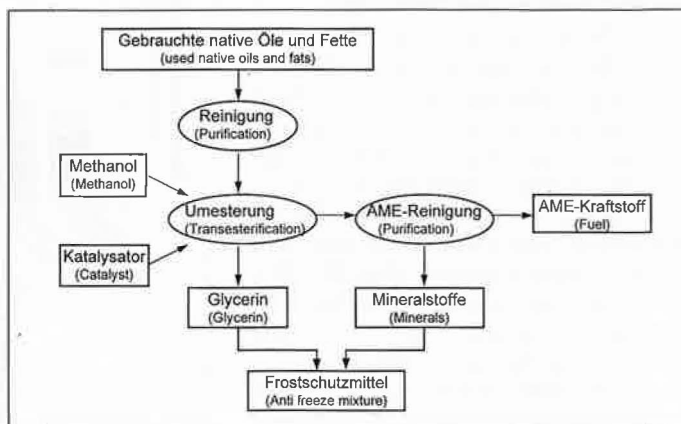 Gebrauchte native Öle und Fette
(used native oils and fats)
Reinigung
(Purification)
Methanol
(Methanol)
Umesterung
(Transesterification)
AME-Reinigung
(Purification)
AME-Kraftstoff
(Fuel)
Katalysator
(Catalyst)
Glycerin
(Glycerin)
Mineralstoffe
(Minerals)
Frostschutzmittel
(Anti freeze mixture)